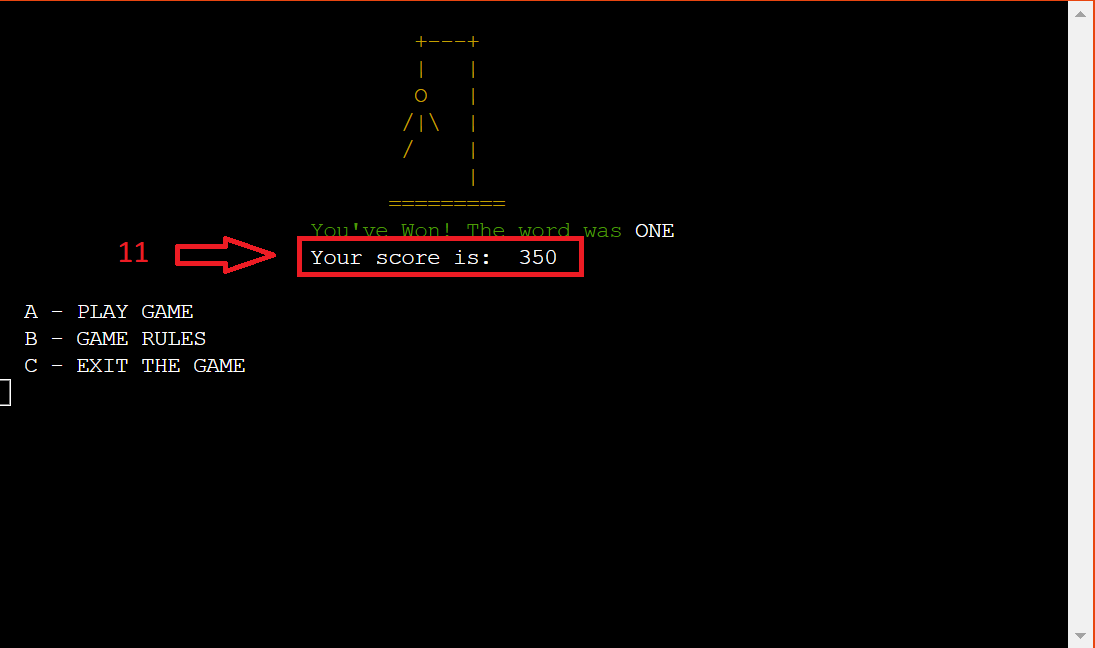 +---+
|   |
O   |
/|\  |
/    |
|
=========
You've Won! The word was ONE
11
Your score is:  350
A - PLAY GAME
B - GAME RULES
C - EXIT THE GAME